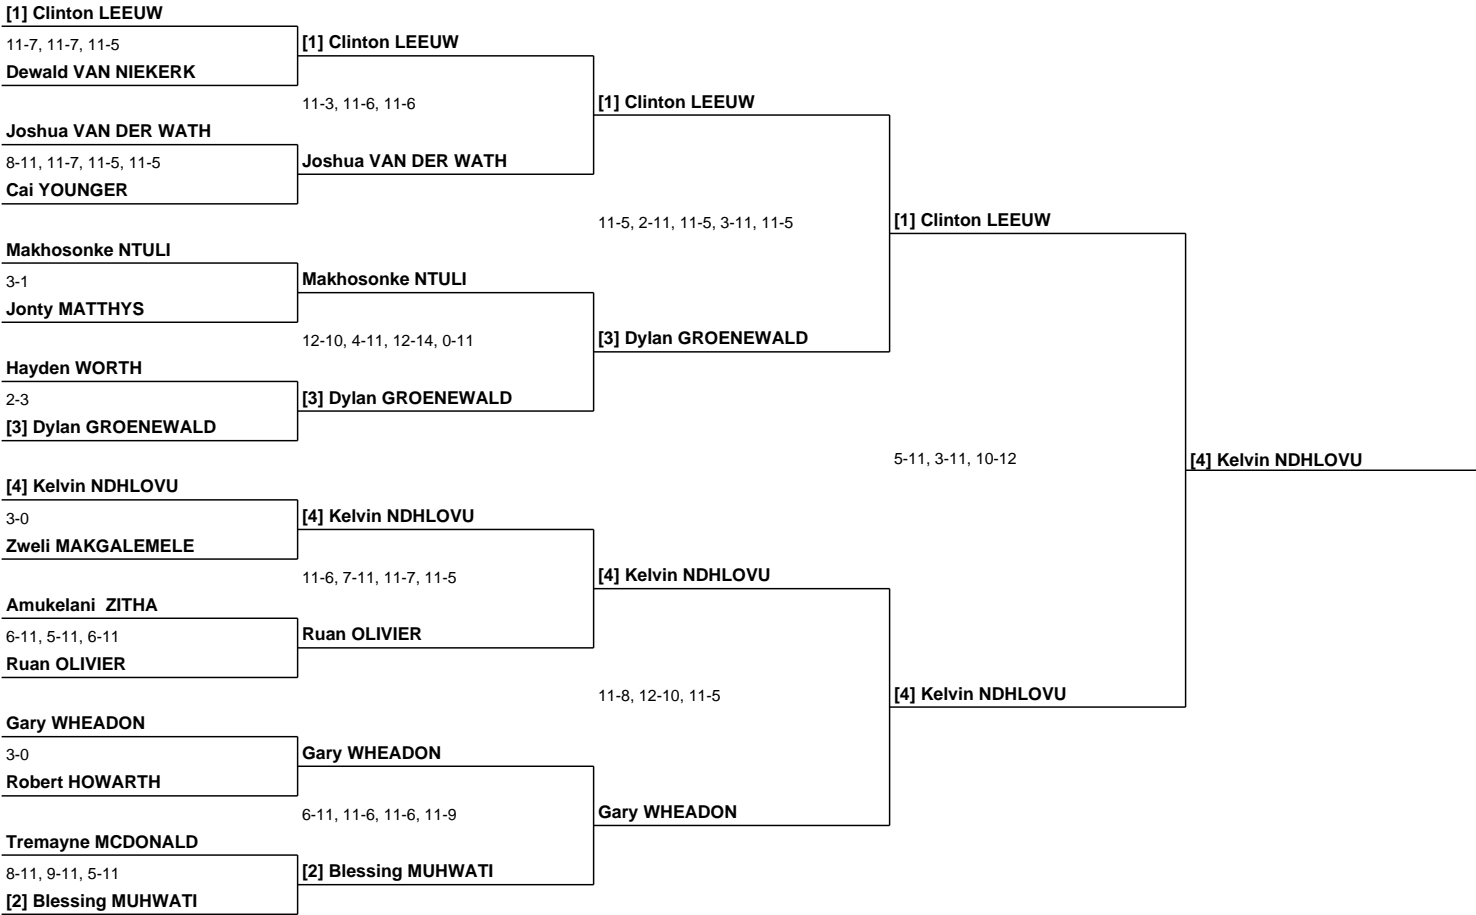 [1] Clinton LEEUW
11-7, 11-7, 11-5
Dewald VAN NIEKERK
Joshua VAN DER WATH
8-11, 11-7, 11-5, 11-5
Cai YOUNGER
Makhosonke NTULI
3-1
Jonty MATTHYS
Hayden WORTH
2-3
[3] Dylan GROENEWALD
[4] Kelvin NDHLOVU
3-0
Zweli MAKGALEMELE
Amukelani  ZITHA
6-11, 5-11, 6-11
Ruan OLIVIER
Gary WHEADON
3-0
Robert HOWARTH
Tremayne MCDONALD
8-11, 9-11, 5-11
[2] Blessing MUHWATI
[1] Clinton LEEUW
11-3, 11-6, 11-6
Joshua VAN DER WATH
Makhosonke NTULI
12-10, 4-11, 12-14, 0-11
[3] Dylan GROENEWALD
[4] Kelvin NDHLOVU
11-6, 7-11, 11-7, 11-5
Ruan OLIVIER
Gary WHEADON
6-11, 11-6, 11-6, 11-9
[2] Blessing MUHWATI
[1] Clinton LEEUW
11-5, 2-11, 11-5, 3-11, 11-5
[3] Dylan GROENEWALD
[4] Kelvin NDHLOVU
11-8, 12-10, 11-5
Gary WHEADON
[1] Clinton LEEUW
5-11, 3-11, 10-12
[4] Kelvin NDHLOVU
[4] Kelvin NDHLOVU